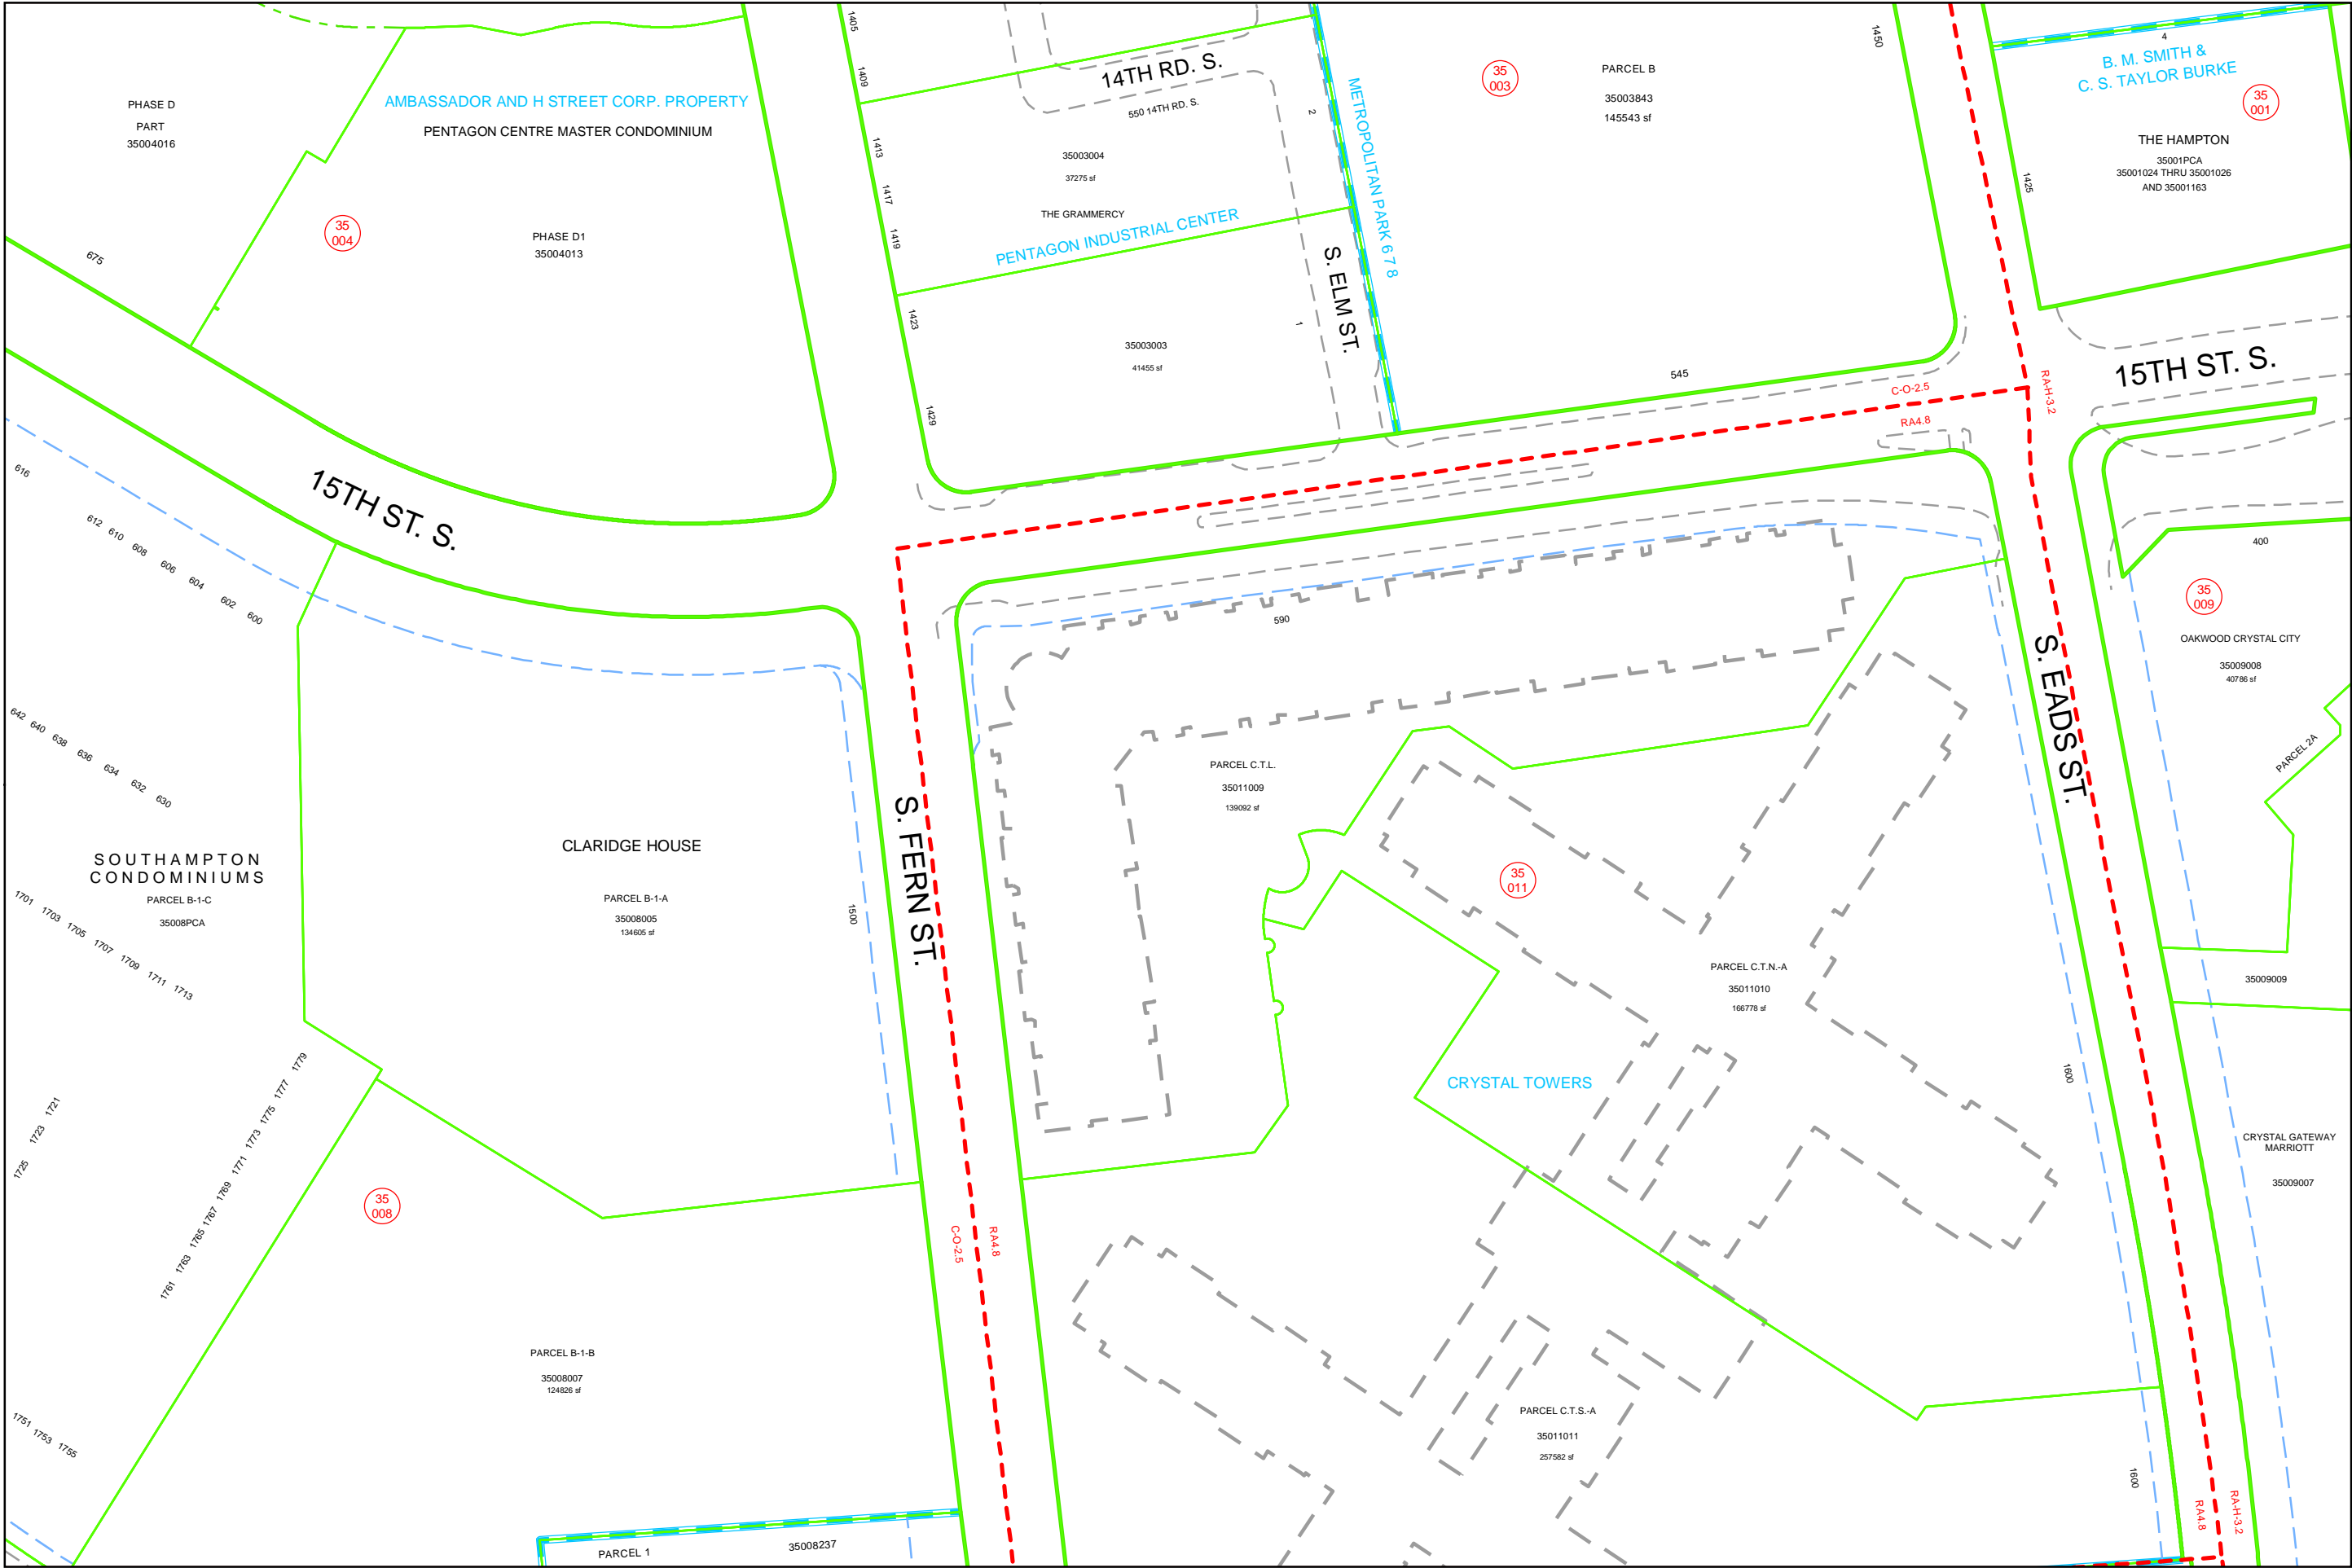 PHASE D
PART
35004016
AMBASSADOR AND H STREET CORP. PROPERTY
PENTAGON CENTRE MASTER CONDOMINIUM
35
004
PHASE D1
35004013
675
1405
1409
1413
1417
1419
1423
1429
14TH RD. S.
550 14TH RD. S.
35003004
37275 sf
THE GRAMMERCY
PENTAGON INDUSTRIAL CENTER
2
1
35003003
41455 sf
S. ELM ST.
METROPOLITAN PARK 6 7 8
35
003
PARCEL B
35003843
145543 sf
1450
545
C-O-2.5
RA4.8
RA-H-3.2
4
B. M. SMITH &
C. S. TAYLOR BURKE
35
001
THE HAMPTON
35001PCA
35001024 THRU 35001026
AND 35001163
1425
15TH ST. S.
15TH ST. S.
616
612 610 608 606 604 602 600
642 640 638 636 634 632 630
SOUTHAMPTON
CONDOMINIUMS
PARCEL B-1-C
35008PCA
1701 1703 1705 1707 1709 1711 1713
1725 1723 1721
1761 1763 1765 1767 1769 1771 1773 1775 1777 1779
1751 1753 1755
CLARIDGE HOUSE
PARCEL B-1-A
35008005
134605 sf
1500
35
008
PARCEL B-1-B
35008007
124826 sf
PARCEL 1
35008237
S. FERN ST.
C-O-2.5
RA4.8
590
PARCEL C.T.L.
35011009
139092 sf
35
011
PARCEL C.T.N.-A
35011010
166778 sf
CRYSTAL TOWERS
PARCEL C.T.S.-A
35011011
257582 sf
S. EADS ST.
1600
1600
RA4.8
RA-H-3.2
400
35
009
OAKWOOD CRYSTAL CITY
35009008
40786 sf
PARCEL 2A
35009009
CRYSTAL GATEWAY
MARRIOTT
35009007